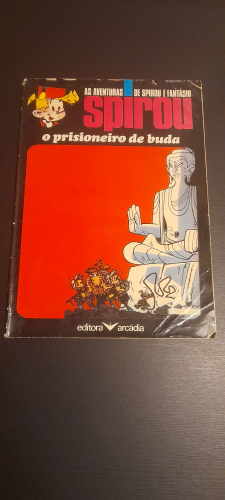 AS AVENTURAS DE SPIROU E FANTÁSIO
spirou
o prisioneiro de buda
editora arcádia